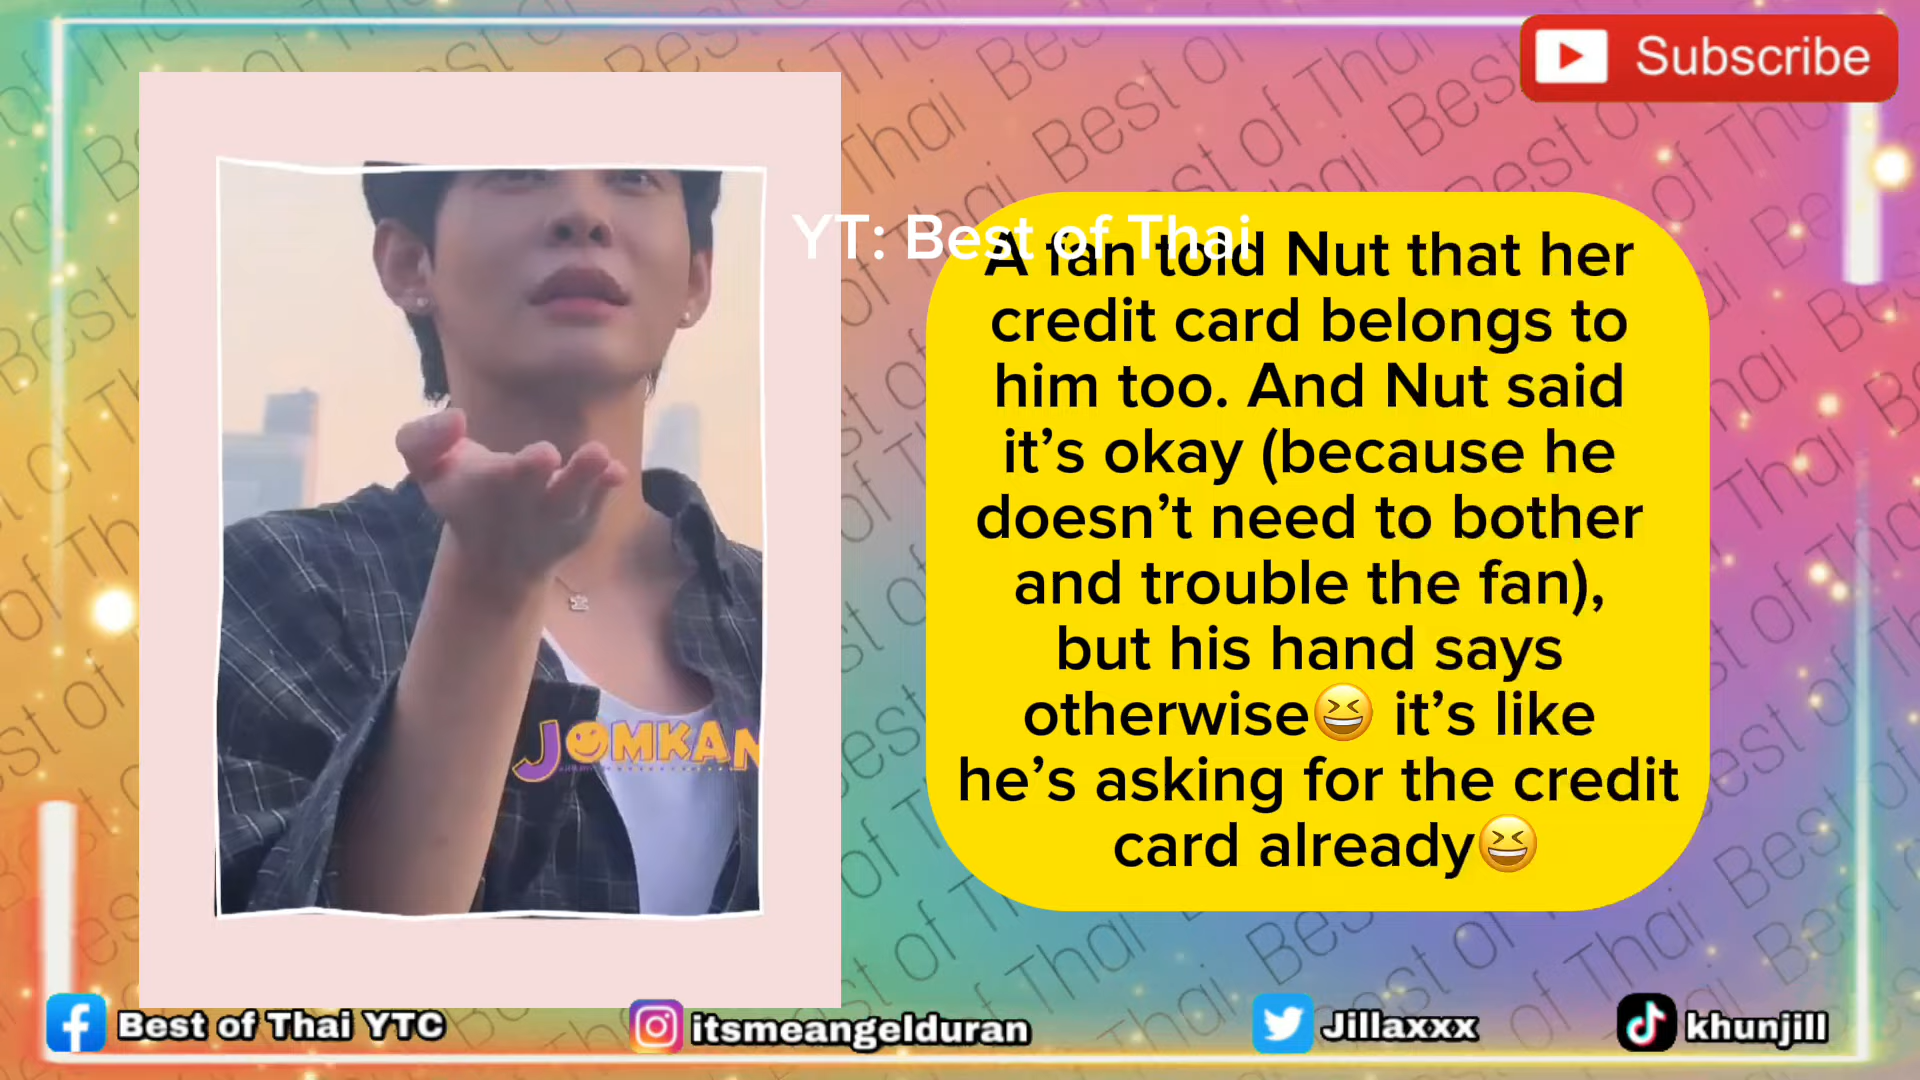 Subscribe
YT: Best of Thai
A fan told Nut that her
credit card belongs to
him too. And Nut said
it’s okay (because he
doesn’t need to bother
and trouble the fan),
but his hand says
otherwise😆 it’s like
he’s asking for the credit
card already😆
JOMKAN
Best of Thai YTC
itsmeangelduran
Jillaxxx
khunjill